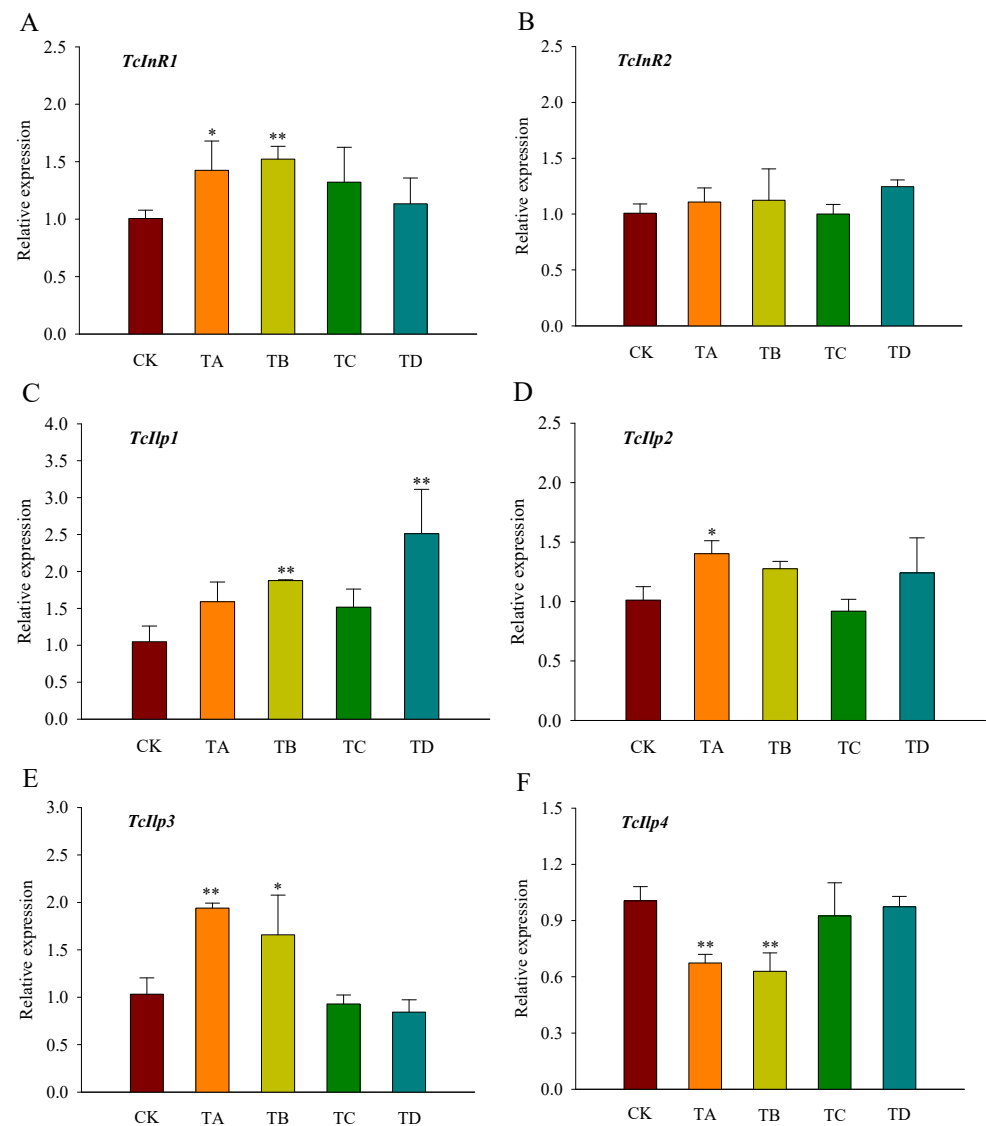 A
TcInR1
Relative expression
2.5
2.0
1.5
1.0
0.5
0.0
*
**
CK TA TB TC TD
B
TcInR2
Relative expression
2.5
2.0
1.5
1.0
0.5
0.0
CK TA TB TC TD
C
TcIlp1
Relative expression
4.0
3.5
3.0
2.5
2.0
1.5
1.0
0.5
0.0
**
**
CK TA TB TC TD
D
TcIlp2
Relative expression
2.5
2.0
1.5
1.0
0.5
0.0
*
CK TA TB TC TD
E
TcIlp3
Relative expression
3.0
2.5
2.0
1.5
1.0
0.5
0.0
**
*
CK TA TB TC TD
F
TcIlp4
Relative expression
1.5
1.2
0.9
0.6
0.3
0.0
**
**
CK TA TB TC TD